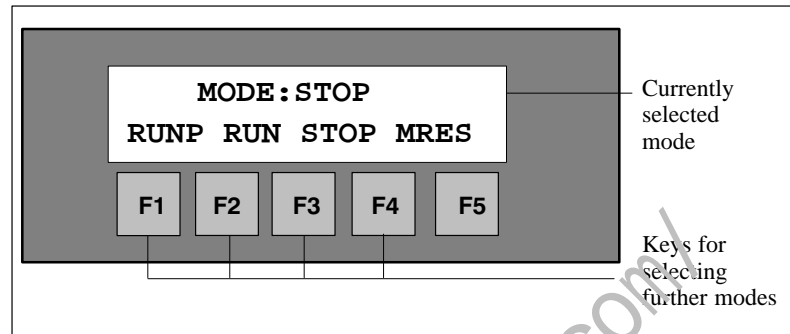 MODE:STOP
RUNP RUN STOP MRES
F1 F2 F3 F4 F5
Currently
selected
mode
Keys for
selecting
further modes
com/